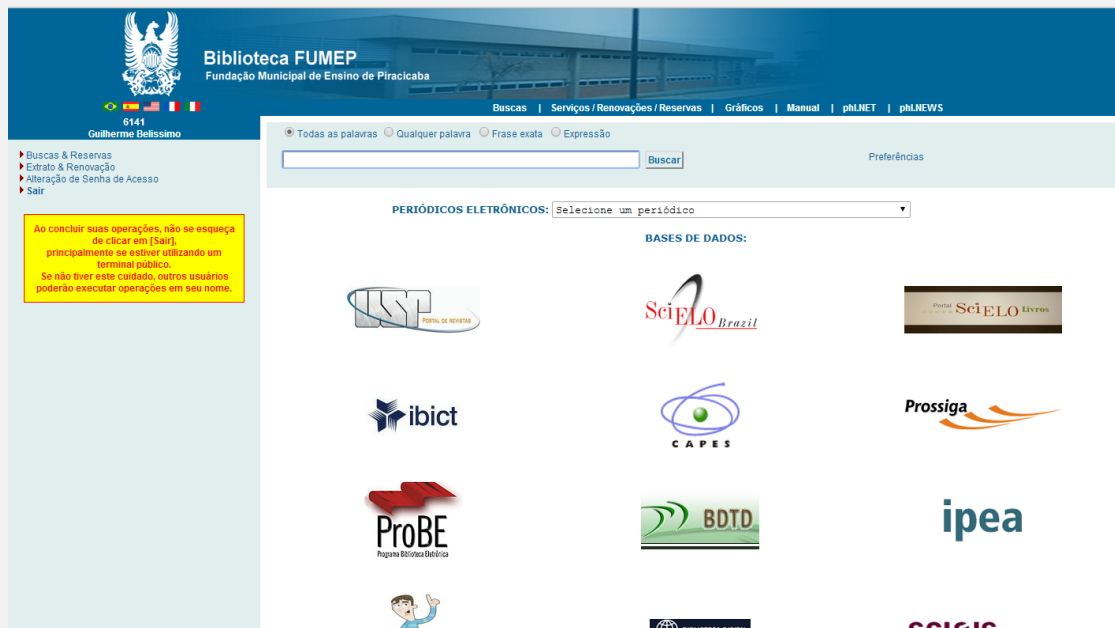 Biblioteca FUMEP
Fundação Municipal de Ensino de Piracicaba
Buscas | Serviços / Renovações / Reservas | Gráficos | Manual | phl.NET | phl.NEWS
6141
Guilherme Belissimo
Buscas & Reservas
Extrato & Renovação
Alteração de Senha de Acesso
Sair
Ao concluir suas operações, não se esqueça
de clicar em [Sair],
principalmente se estiver utilizando um
terminal público.
Se não tiver este cuidado, outros usuários
poderão executar operações em seu nome.
Todas as palavras Qualquer palavra Frase exata Expressão
Buscar
Preferências
PERIÓDICOS ELETRÔNICOS: Selecione um periódico
BASES DE DADOS:
USP
PORTAL DE REVISTAS
SciELO Brazil
Portal SciELO Livros
ibict
CAPES
Prossiga
ProBE
Programa Biblioteca Eletrônica
BDTD
ipea